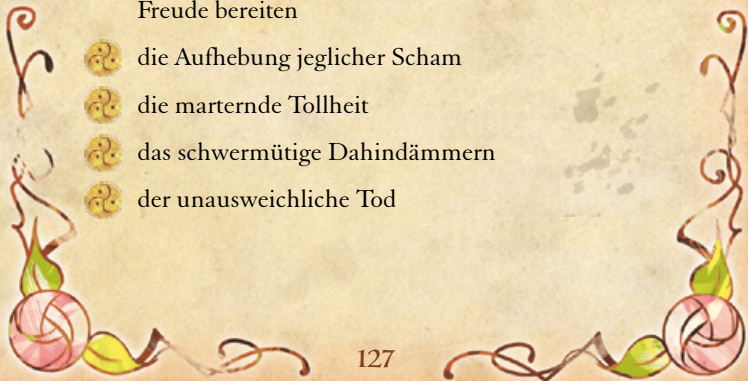 Freude bereiten
die Aufhebung jeglicher Scham
die marternde Tollheit
das schwermütige Dahindämmern
der unausweichliche Tod
127